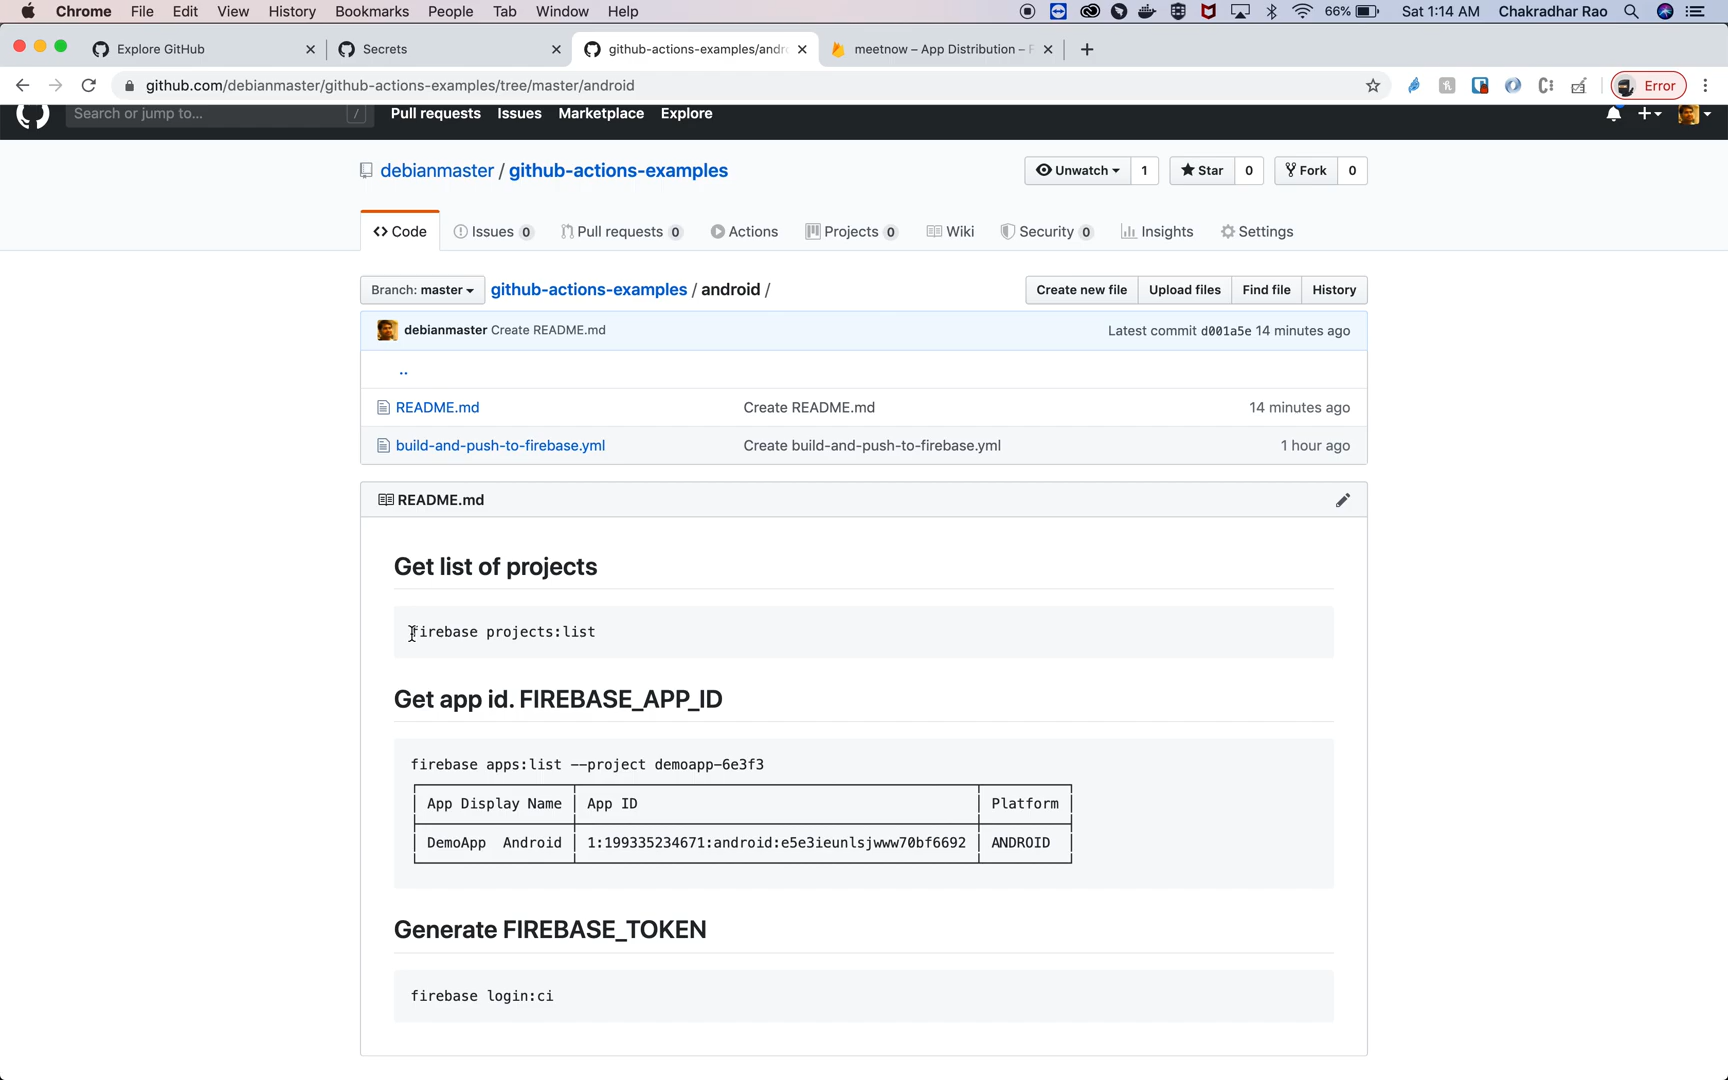 Chrome File Edit View History Bookmarks People Tab Window Help 66% Sat 1:14 AM Chakradhar Rao
Explore GitHub Secrets github-actions-examples/andr meetnow – App Distribution – F
github.com/debianmaster/github-actions-examples/tree/master/android Error
Search or jump to... / Pull requests Issues Marketplace Explore
debianmaster / github-actions-examples Unwatch 1 Star 0 Fork 0
Code Issues 0 Pull requests 0 Actions Projects 0 Wiki Security 0 Insights Settings
Branch: master github-actions-examples / android / Create new file Upload files Find file History
debianmaster Create README.md Latest commit d001a5e 14 minutes ago
..
README.md Create README.md 14 minutes ago
build-and-push-to-firebase.yml Create build-and-push-to-firebase.yml 1 hour ago
README.md
Get list of projects
firebase projects:list
Get app id. FIREBASE_APP_ID
firebase apps:list --project demoapp-6e3f3
App Display Name App ID Platform
DemoApp Android 1:199335234671:android:e5e3ieunlsjwww70bf6692 ANDROID
Generate FIREBASE_TOKEN
firebase login:ci